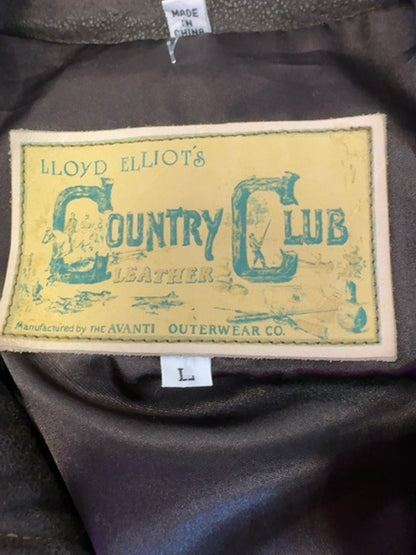 MADE
IN
CHINA
LLOYD ELLIOT'S
COUNTRY CLUB
LEATHER
Manufactured by THE AVANTI OUTERWEAR CO.
L